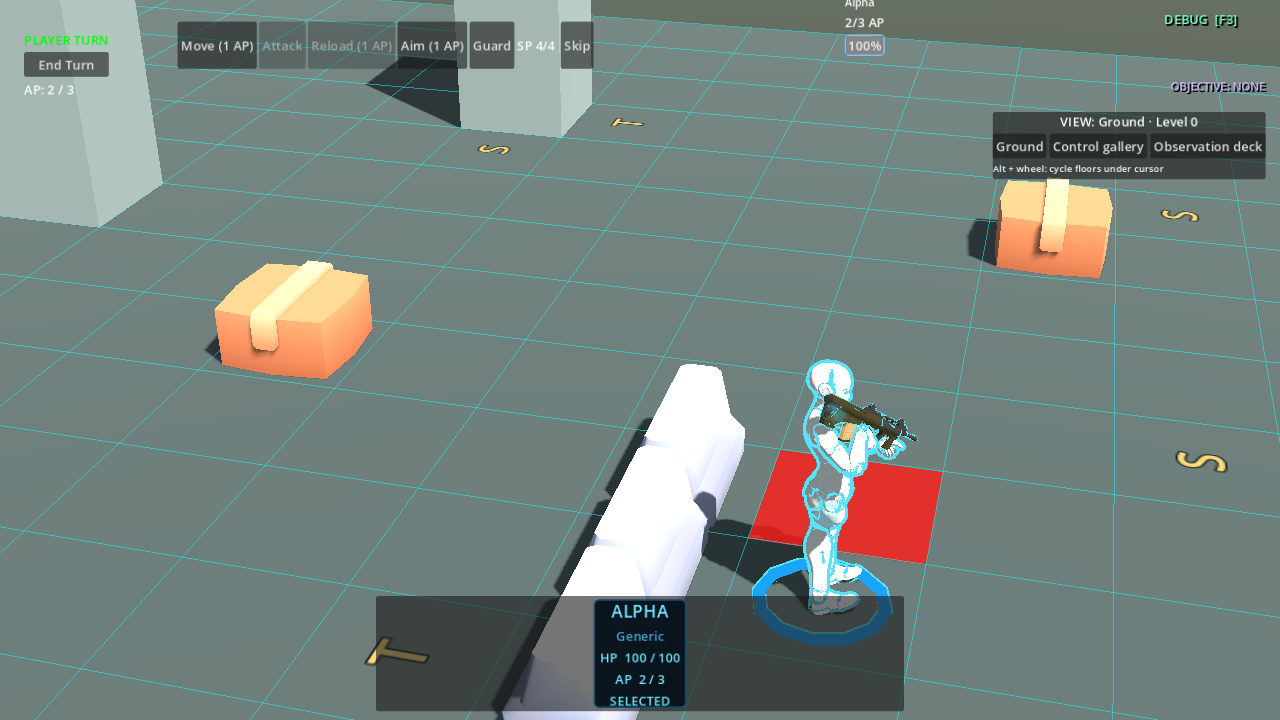 PLAYER TURN
End Turn
AP: 2 / 3
Move (1 AP) Attack Reload (1 AP) Aim (1 AP) Guard SP 4/4 Skip
Alpha
2/3 AP
100%
DEBUG [F3]
OBJECTIVE: NONE
VIEW: Ground · Level 0
Ground Control gallery Observation deck
Alt + wheel: cycle floors under cursor
T
S
S
S
T
ALPHA
Generic
HP 100 / 100
AP 2 / 3
SELECTED